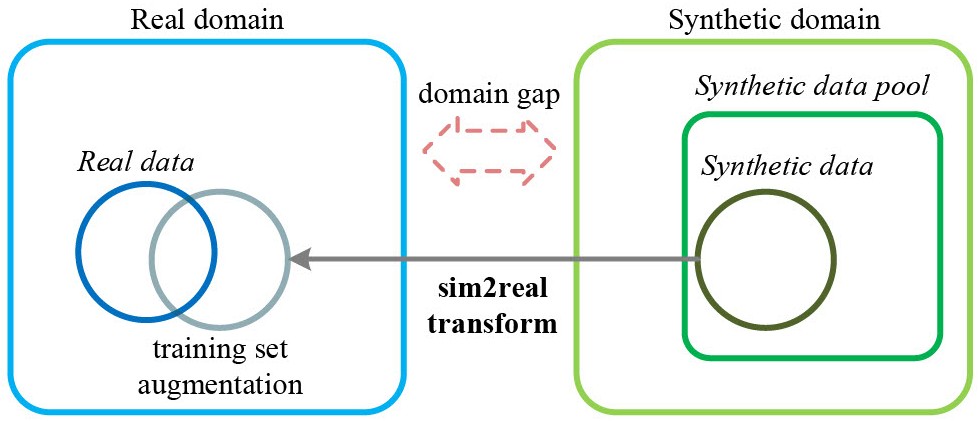 Real domain
Synthetic domain
domain gap
Synthetic data pool
Real data
Synthetic data
sim2real
transform
training set
augmentation